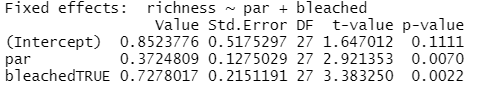 Fixed effects:  richness ~ par + bleached
                Value Std.Error DF  t-value p-value
(Intercept) 0.8523776 0.5175297 27 1.647012  0.1111
par         0.3724809 0.1275029 27 2.921353  0.0070
bleachedTRUE 0.7278017 0.2151191 27 3.383250  0.0022